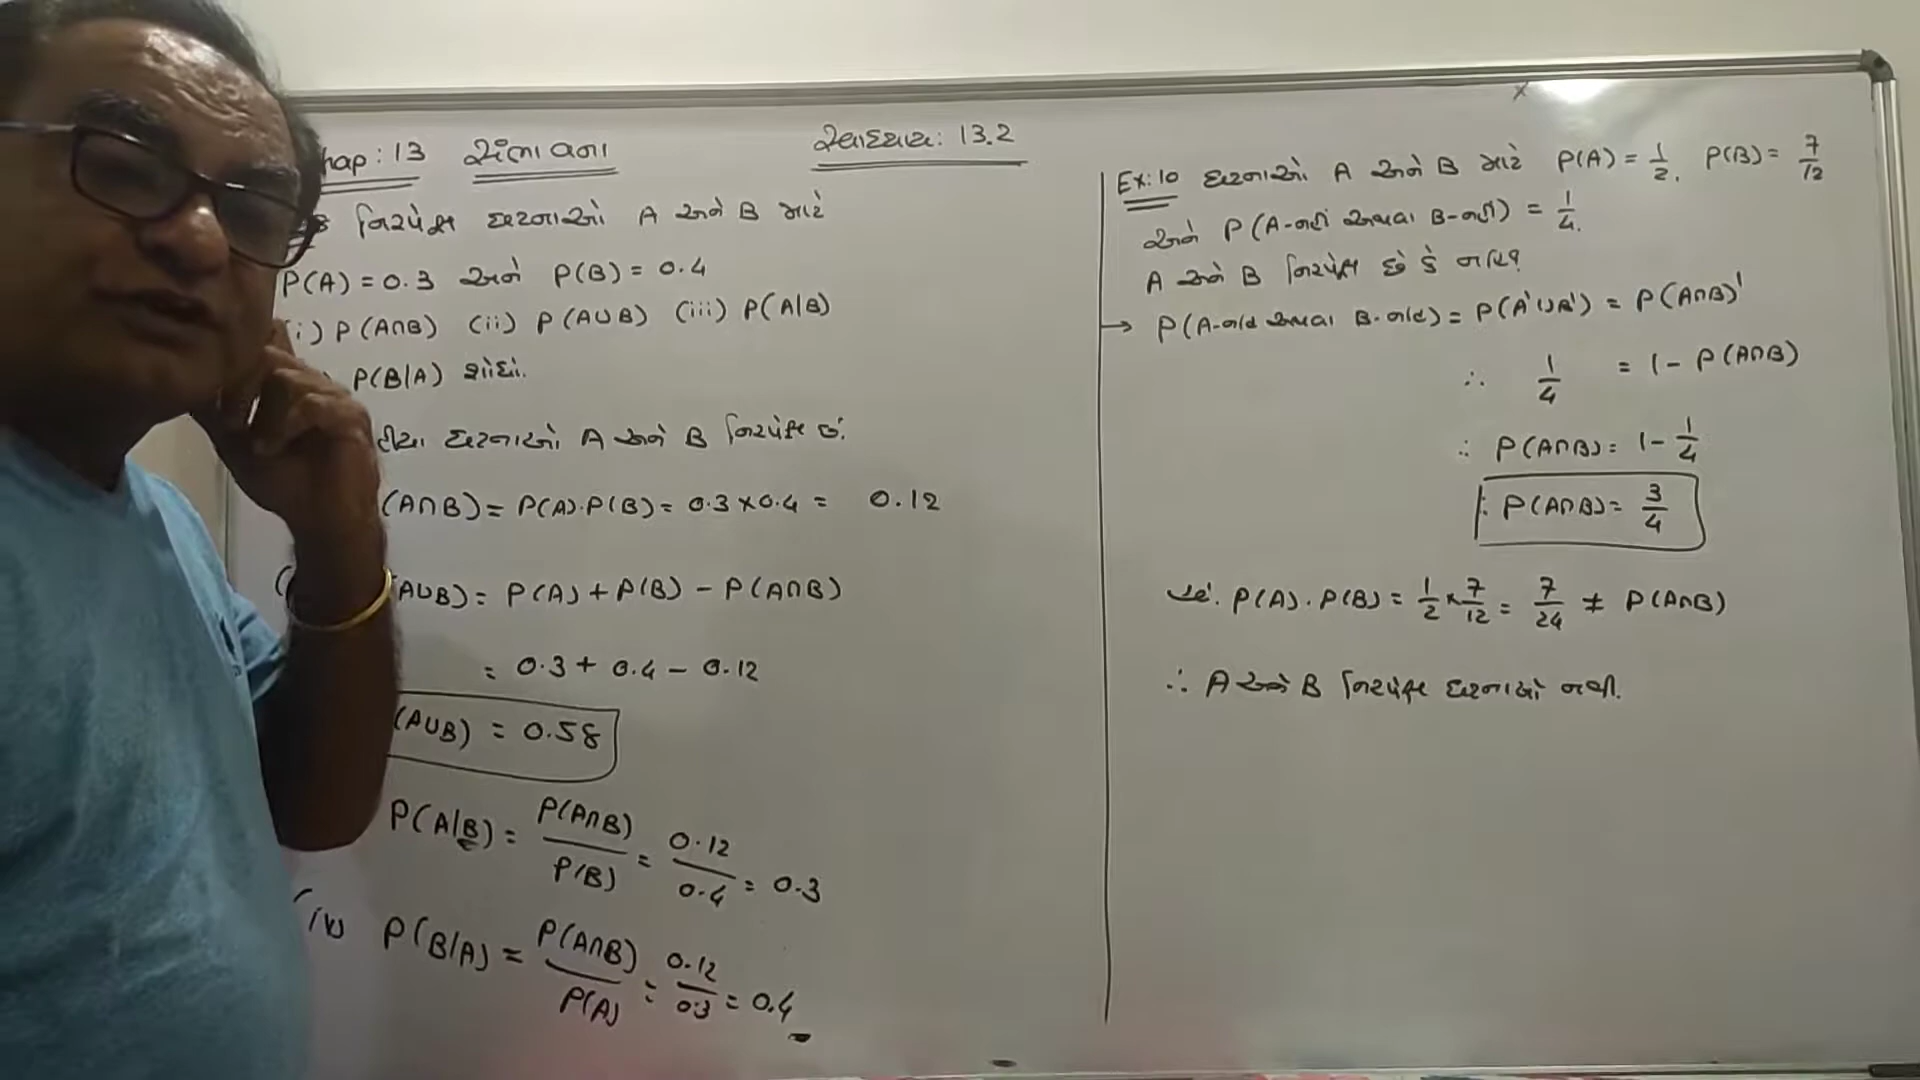 hap: 13 સંભાવના
સ્વાધ્યાય: 13.2
નિરપેક્ષ ઘટનાઓ A અને B માટે
P(A) = 0.3 અને P(B) = 0.4
i) P(A∩B) (ii) P(A∪B) (iii) P(A|B)
P(B|A) શોધો.
ઘટનાઓ A અને B નિરપેક્ષ છે.
(A∩B) = P(A).P(B) = 0.3 × 0.4 = 0.12
A∪B) = P(A) + P(B) - P(A∩B)
= 0.3 + 0.4 - 0.12
(A∪B) = 0.58
P(A|B) = P(A∩B) / P(B) = 0.12 / 0.4 = 0.3
(iv P(B|A) = P(A∩B) / P(A) = 0.12 / 0.3 = 0.4
Ex: 10 ઘટનાઓ A અને B માટે P(A) = 1/2, P(B) = 7/12
અને P(A-નહીં અથવા B-નહીં) = 1/4.
A અને B નિરપેક્ષ છે કે નહિ?
→ P(A-નહિ અથવા B-નહિ) = P(A'∪B') = P(A∩B)'
∴ 1/4 = 1 - P(A∩B)
∴ P(A∩B) = 1 - 1/4
∴ P(A∩B) = 3/4
હવે. P(A).P(B) = 1/2 × 7/12 = 7/24 ≠ P(A∩B)
∴ A અને B નિરપેક્ષ ઘટનાઓ નથી.